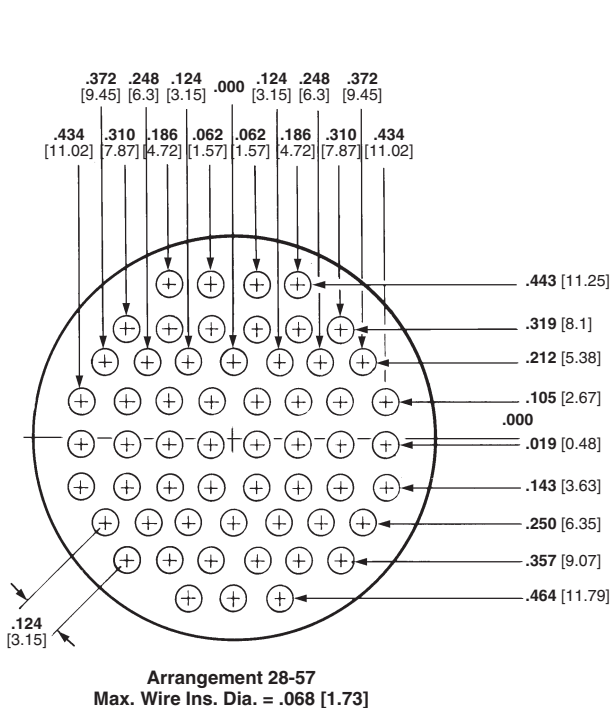 .372 .248 .124 .000 .124 .248 .372
[9.45] [6.3] [3.15] [3.15] [6.3] [9.45]
.434 .310 .186 .062 .062 .186 .310 .434
[11.02] [7.87] [4.72] [1.57] [1.57] [4.72] [7.87] [11.02]
.443 [11.25]
.319 [8.1]
.212 [5.38]
.105 [2.67]
.000
.019 [0.48]
.143 [3.63]
.250 [6.35]
.357 [9.07]
.464 [11.79]
.124
[3.15]
Arrangement 28-57
Max. Wire Ins. Dia. = .068 [1.73]